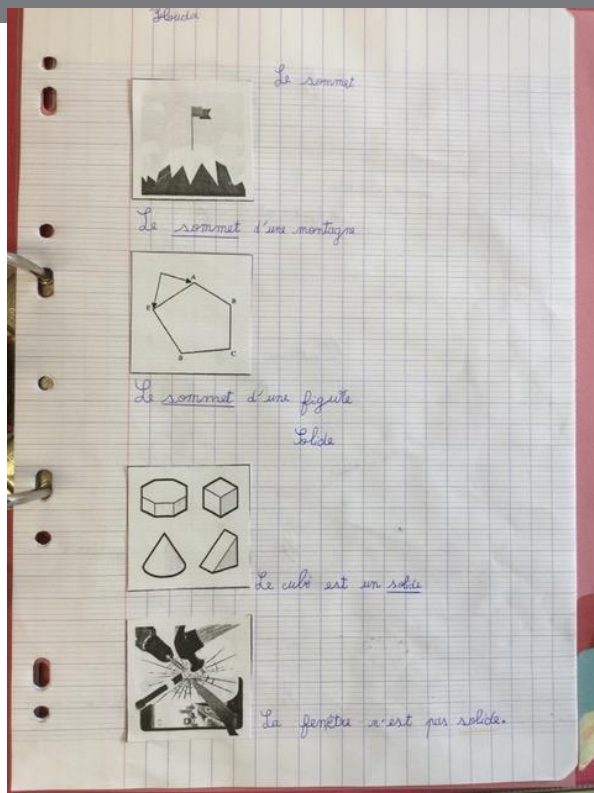 Le sommet
Le sommet d'une montagne
A
E
B
D
C
Le sommet d'une figure
Solide
Le cube est un solide
La fenêtre n'est pas solide.